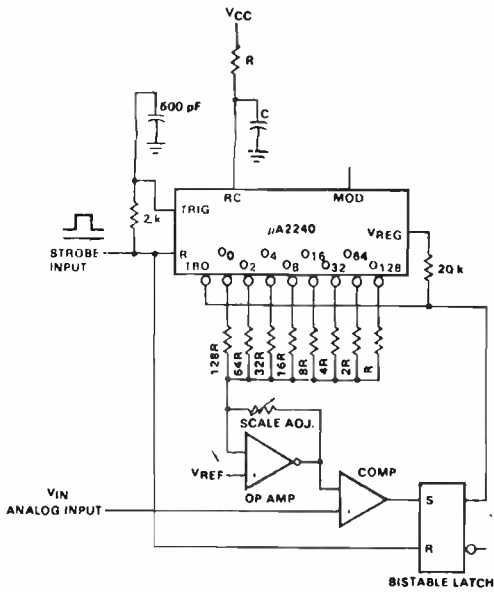 VCC
R
600 pF
C
RC
MOD
TRIG
2 k
μA2240
VREG
STROBE
INPUT
R
TBO
O0
O2
O4
O8
O16
O32
O64
O128
20 k
128R
64R
32R
16R
8R
4R
2R
R
SCALE ADJ.
VREF
+
OP AMP
COMP
+
VIN
ANALOG INPUT
S
R
BISTABLE LATCH